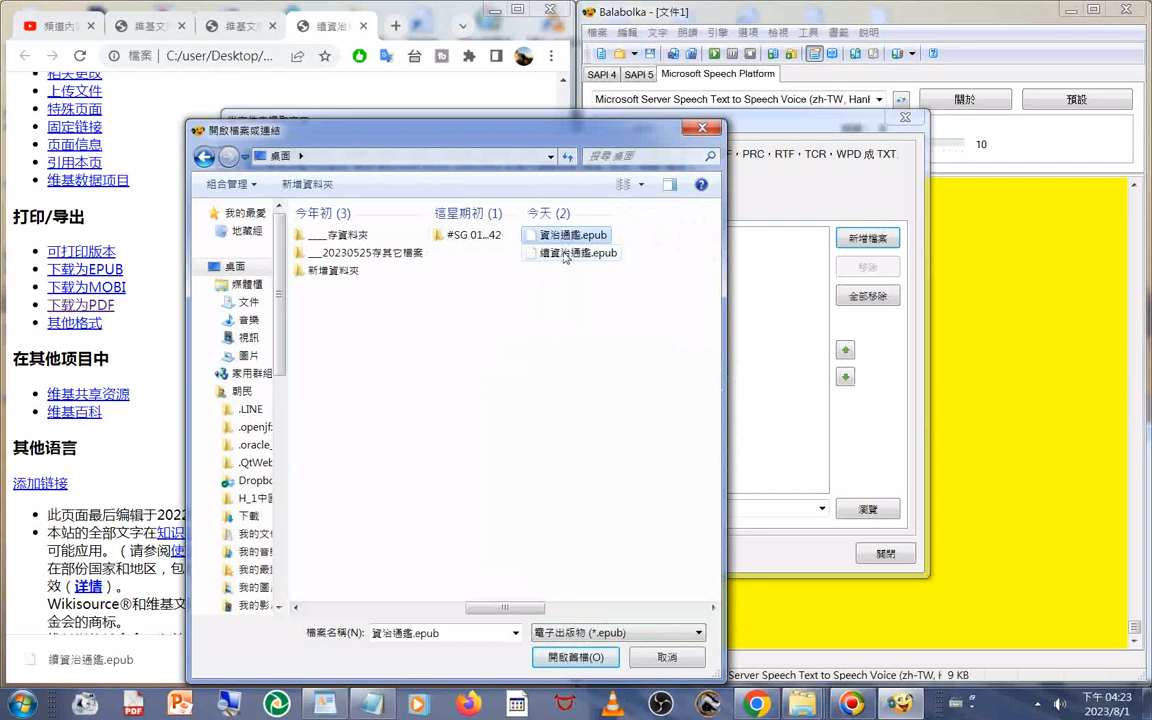 頻道內
維基文
維基文
續資治
檔案
C:/user/Desktop/...
相关更改
上传文件
特殊页面
固定链接
页面信息
引用本页
维基数据项目
打印/导出
可打印版本
下载为EPUB
下载为MOBI
下载为PDF
其他格式
在其他项目中
维基共享资源
维基百科
其他语言
添加链接
此页面最后编辑于2022
本站的全部文字在知识
可能应用。（请参阅使
在部份国家和地区，包
效（详情）。
Wikisource®和维基文
金会的商标。
續資治通鑑.epub
Balabolka - [文件1]
檔案 編輯 文字 朗讀 引擎 選項 檢視 工具 書籤 說明
SAPI 4 SAPI 5 Microsoft Speech Platform
Microsoft Server Speech Text to Speech Voice (zh-TW, Hanl
關於
預設
10
，PRC，RTF，TCR，WPD 成 TXT.
新增檔案
移除
全部移除
瀏覽
關閉
Speech Text to Speech Voice (zh-TW, H 9 KB
開啟檔案或連結
桌面
搜尋 桌面
組合管理
新增資料夾
我的最愛
地藏經
桌面
媒體櫃
文件
音樂
視訊
圖片
家用群組
朝民
.LINE
.openjf:
.oracle_
.QtWeb
Dropbo
H_1中國
下載
我的文
我的音
我的最
我的圖
我的影
今年初 (3)
____存資料夾
___20230525存其它檔案
新增資料夾
這星期初 (1)
#SG 01...42
今天 (2)
資治通鑑.epub
續資治通鑑.epub
檔案名稱(N):
資治通鑑.epub
電子出版物 (*.epub)
開啟舊檔(O)
取消
下午 04:23
2023/8/1